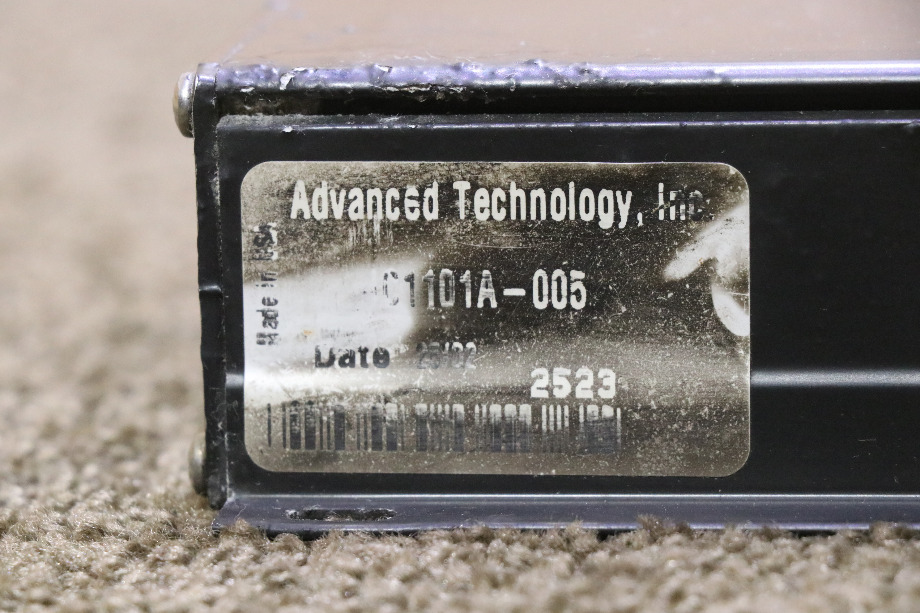 Advanced Technology, Inc
Made in USA
C1101A-005
Date
2523